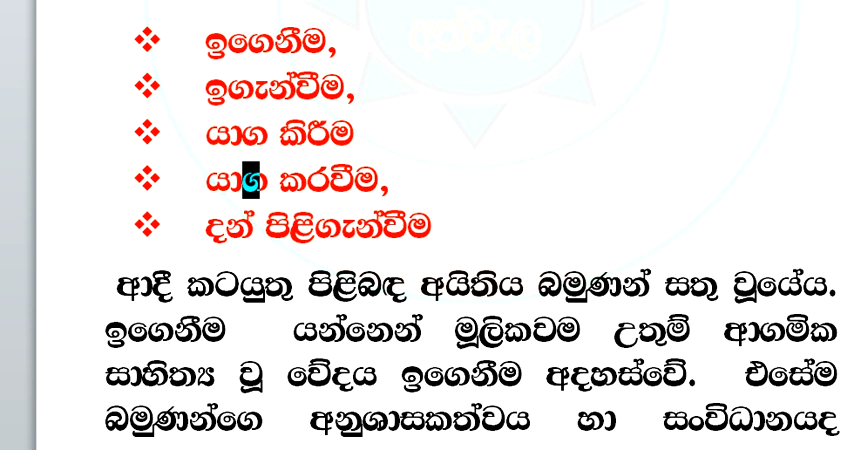 ❖ ඉගෙනීම,
❖ ඉගැන්වීම,
❖ යාග කිරීම
❖ යාග කරවීම,
❖ දන් පිළිගැන්වීම
ආදී කටයුතු පිළිබඳ අයිතිය බමුණන් සතු වූයේය.
ඉගෙනීම යන්නෙන් මූලිකවම උතුම් ආගමික
සාහිත්‍ය වූ වේදය ඉගෙනීම අදහස්වේ. එසේම
බමුණන්ගෙ අනුශාසකත්වය හා සංවිධානයද